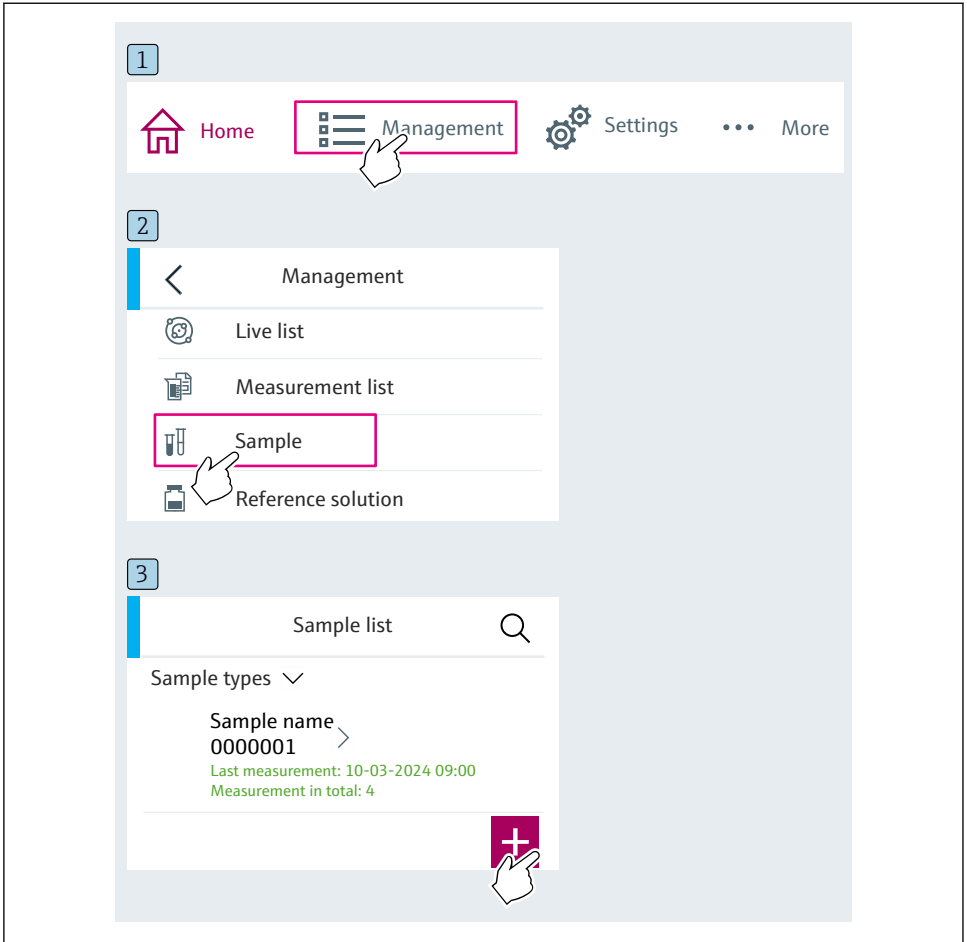 1
Home Management Settings More
2
Management
Live list
Measurement list
Sample
Reference solution
3
Sample list
Sample types
Sample name
0000001
Last measurement: 10-03-2024 09:00
Measurement in total: 4